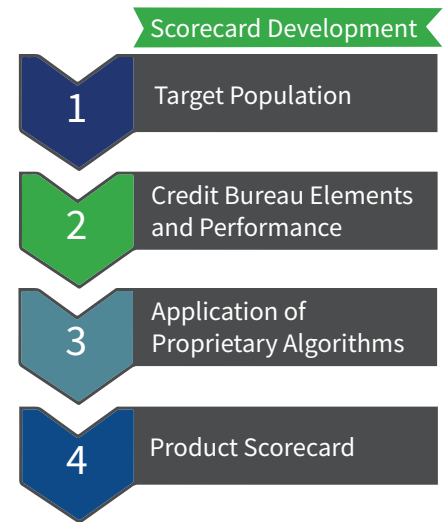 Scorecard Development
1
Target Population
2
Credit Bureau Elements
and Performance
3
Application of
Proprietary Algorithms
4
Product Scorecard